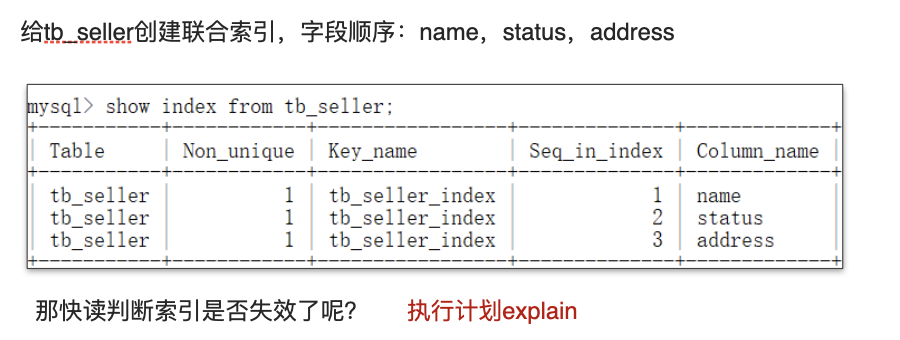 给tb_seller创建联合索引，字段顺序：name，status，address
mysql> show index from tb_seller;
Table Non_unique Key_name Seq_in_index Column_name
tb_seller 1 tb_seller_index 1 name
tb_seller 1 tb_seller_index 2 status
tb_seller 1 tb_seller_index 3 address
那快读判断索引是否失效了呢? 执行计划explain